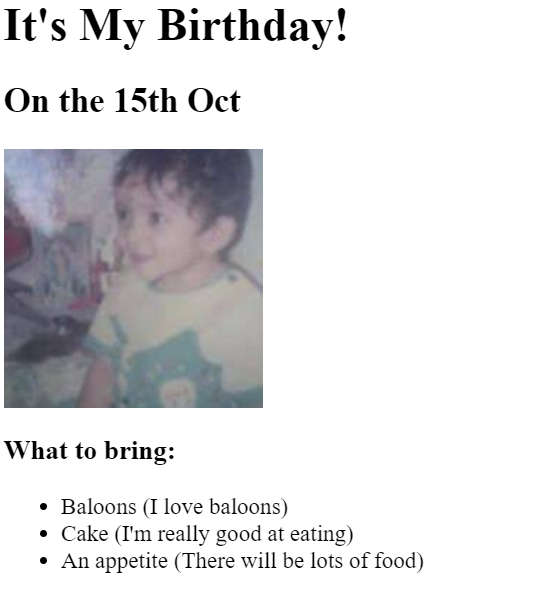 It's My Birthday!
On the 15th Oct
What to bring:
Baloons (I love baloons)
Cake (I'm really good at eating)
An appetite (There will be lots of food)